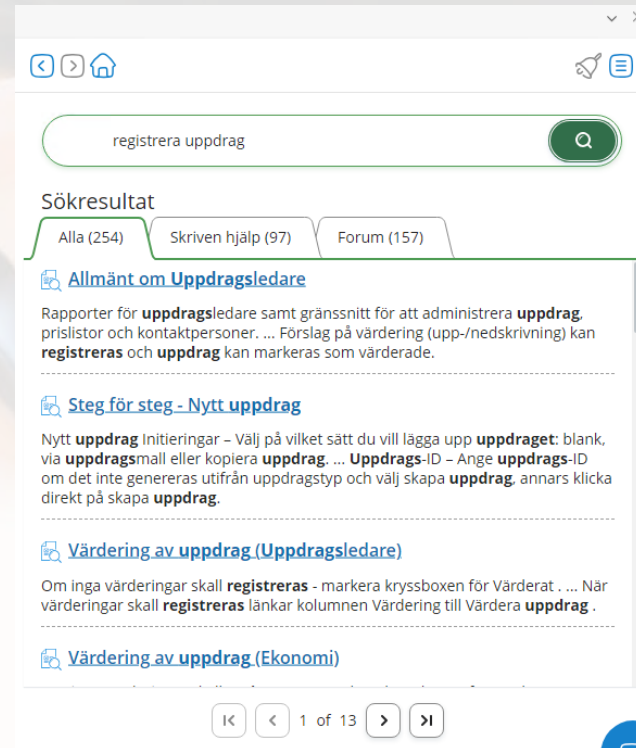 registrera uppdrag
Sökresultat
Alla (254)
Skriven hjälp (97)
Forum (157)
Allmänt om Uppdragsledare
Rapporter för uppdragsledare samt gränssnitt för att administrera uppdrag,
prislistor och kontaktpersoner. ... Förslag på värdering (upp-/nedskrivning) kan
registreras och uppdrag kan markeras som värderade.
Steg för steg - Nytt uppdrag
Nytt uppdrag Initieringar – Välj på vilket sätt du vill lägga upp uppdraget: blank,
via uppdragsmall eller kopiera uppdrag. ... Uppdrags-ID – Ange uppdrags-ID
om det inte genereras utifrån uppdragstyp och välj skapa uppdrag, annars klicka
direkt på skapa uppdrag.
Värdering av uppdrag (Uppdragsledare)
Om inga värderingar skall registreras - markera kryssboxen för Värderat . ... När
värderingar skall registreras länkar kolumnen Värdering till Värdera uppdrag .
Värdering av uppdrag (Ekonomi)
1 of 13